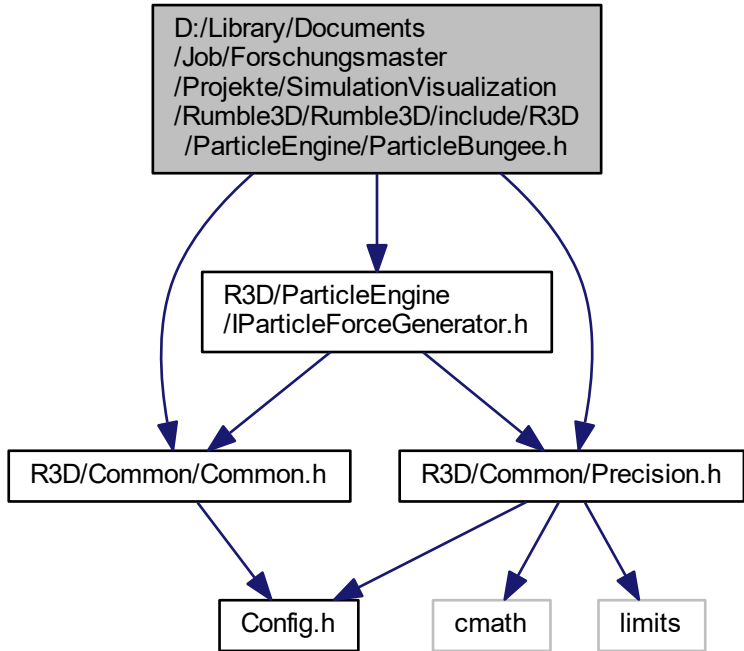 D:/Library/Documents
/Job/Forschungsmaster
/Projekte/SimulationVisualization
/Rumble3D/Rumble3D/include/R3D
/ParticleEngine/ParticleBungee.h
R3D/ParticleEngine
/IParticleForceGenerator.h
R3D/Common/Common.h
R3D/Common/Precision.h
Config.h
cmath
limits